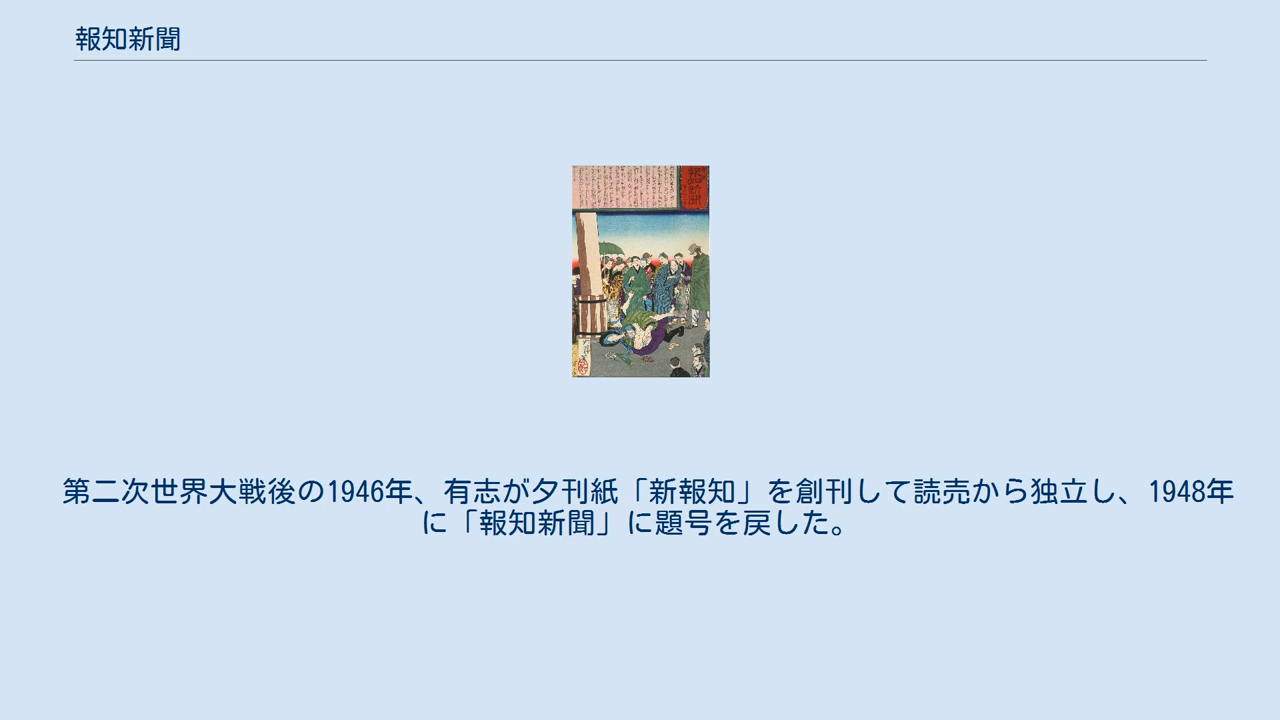 報知新聞
第二次世界大戦後の1946年、有志が夕刊紙「新報知」を創刊して読売から独立し、1948年
に「報知新聞」に題号を戻した。